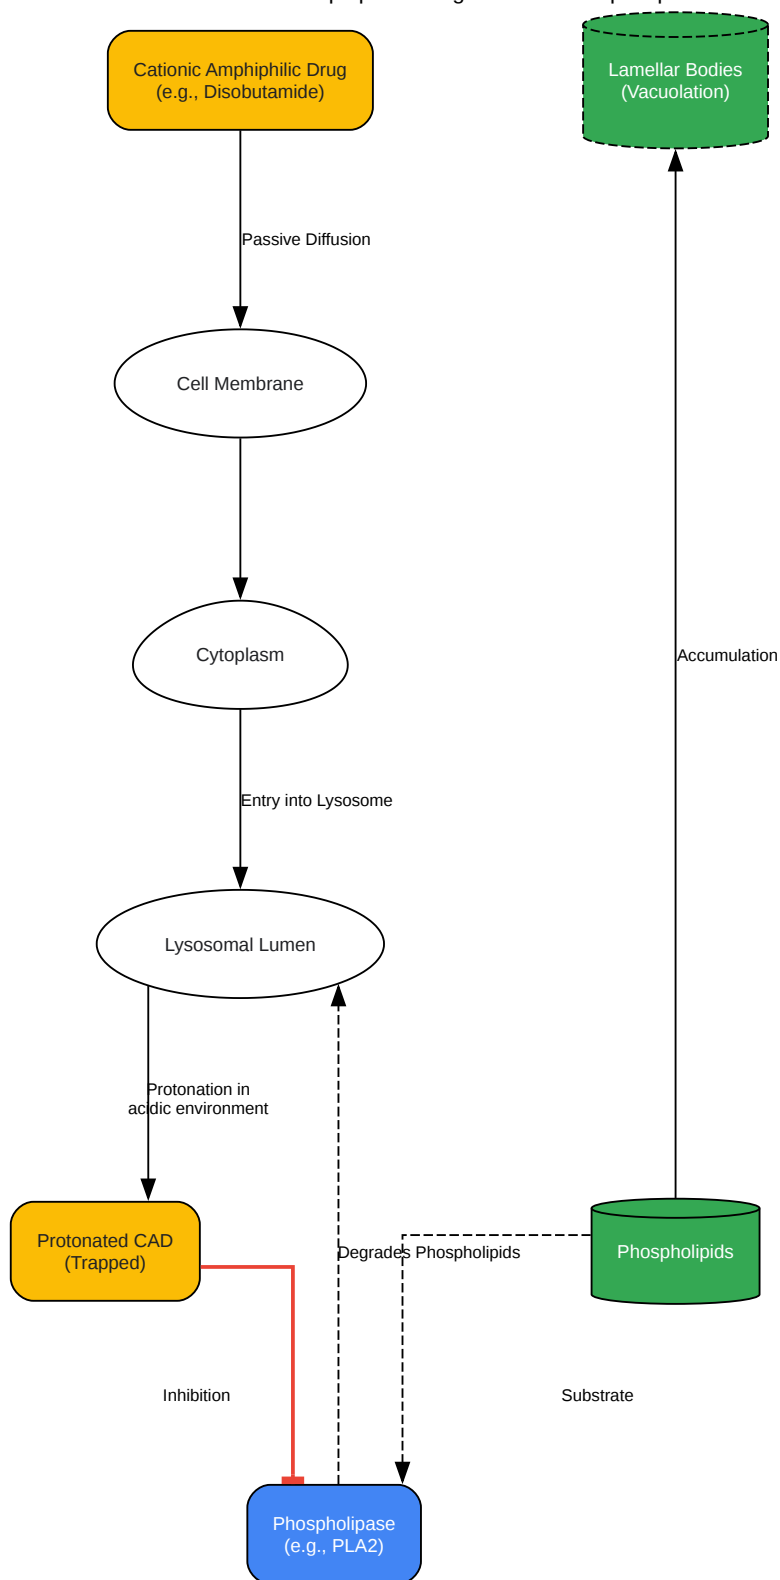 Cationic Amphiphilic Drug
(e.g., Disobutamide)
Lamellar Bodies
(Vacuolation)
Passive Diffusion
Cell Membrane
Cytoplasm
Accumulation
Entry into Lysosome
Lysosomal Lumen
Protonation in
acidic environment
Protonated CAD
(Trapped)
Degrades Phospholipids
Phospholipids
Inhibition
Substrate
Phospholipase
(e.g., PLA2)